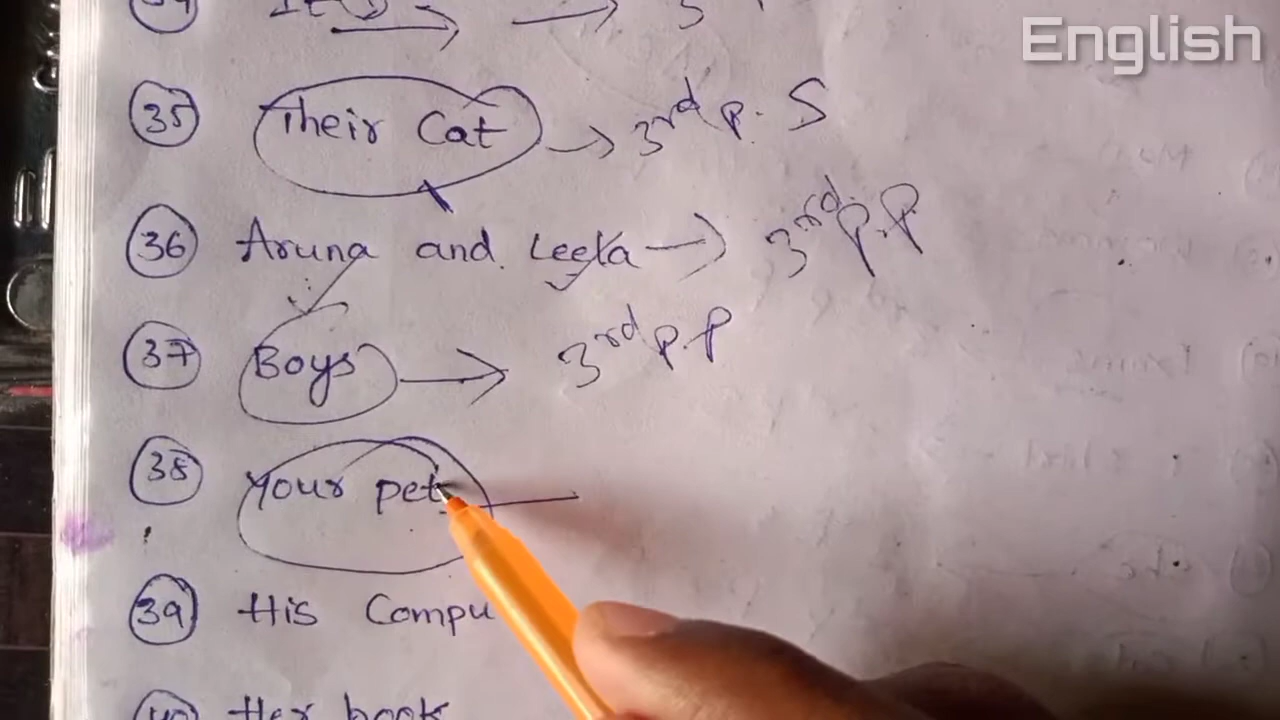 English
35 Their Cat → 3rd p. S
36 Aruna and Leela → 3rd p.p
37 Boys → 3rd p.p
38 Your pet
39 His Compu
40 Her book